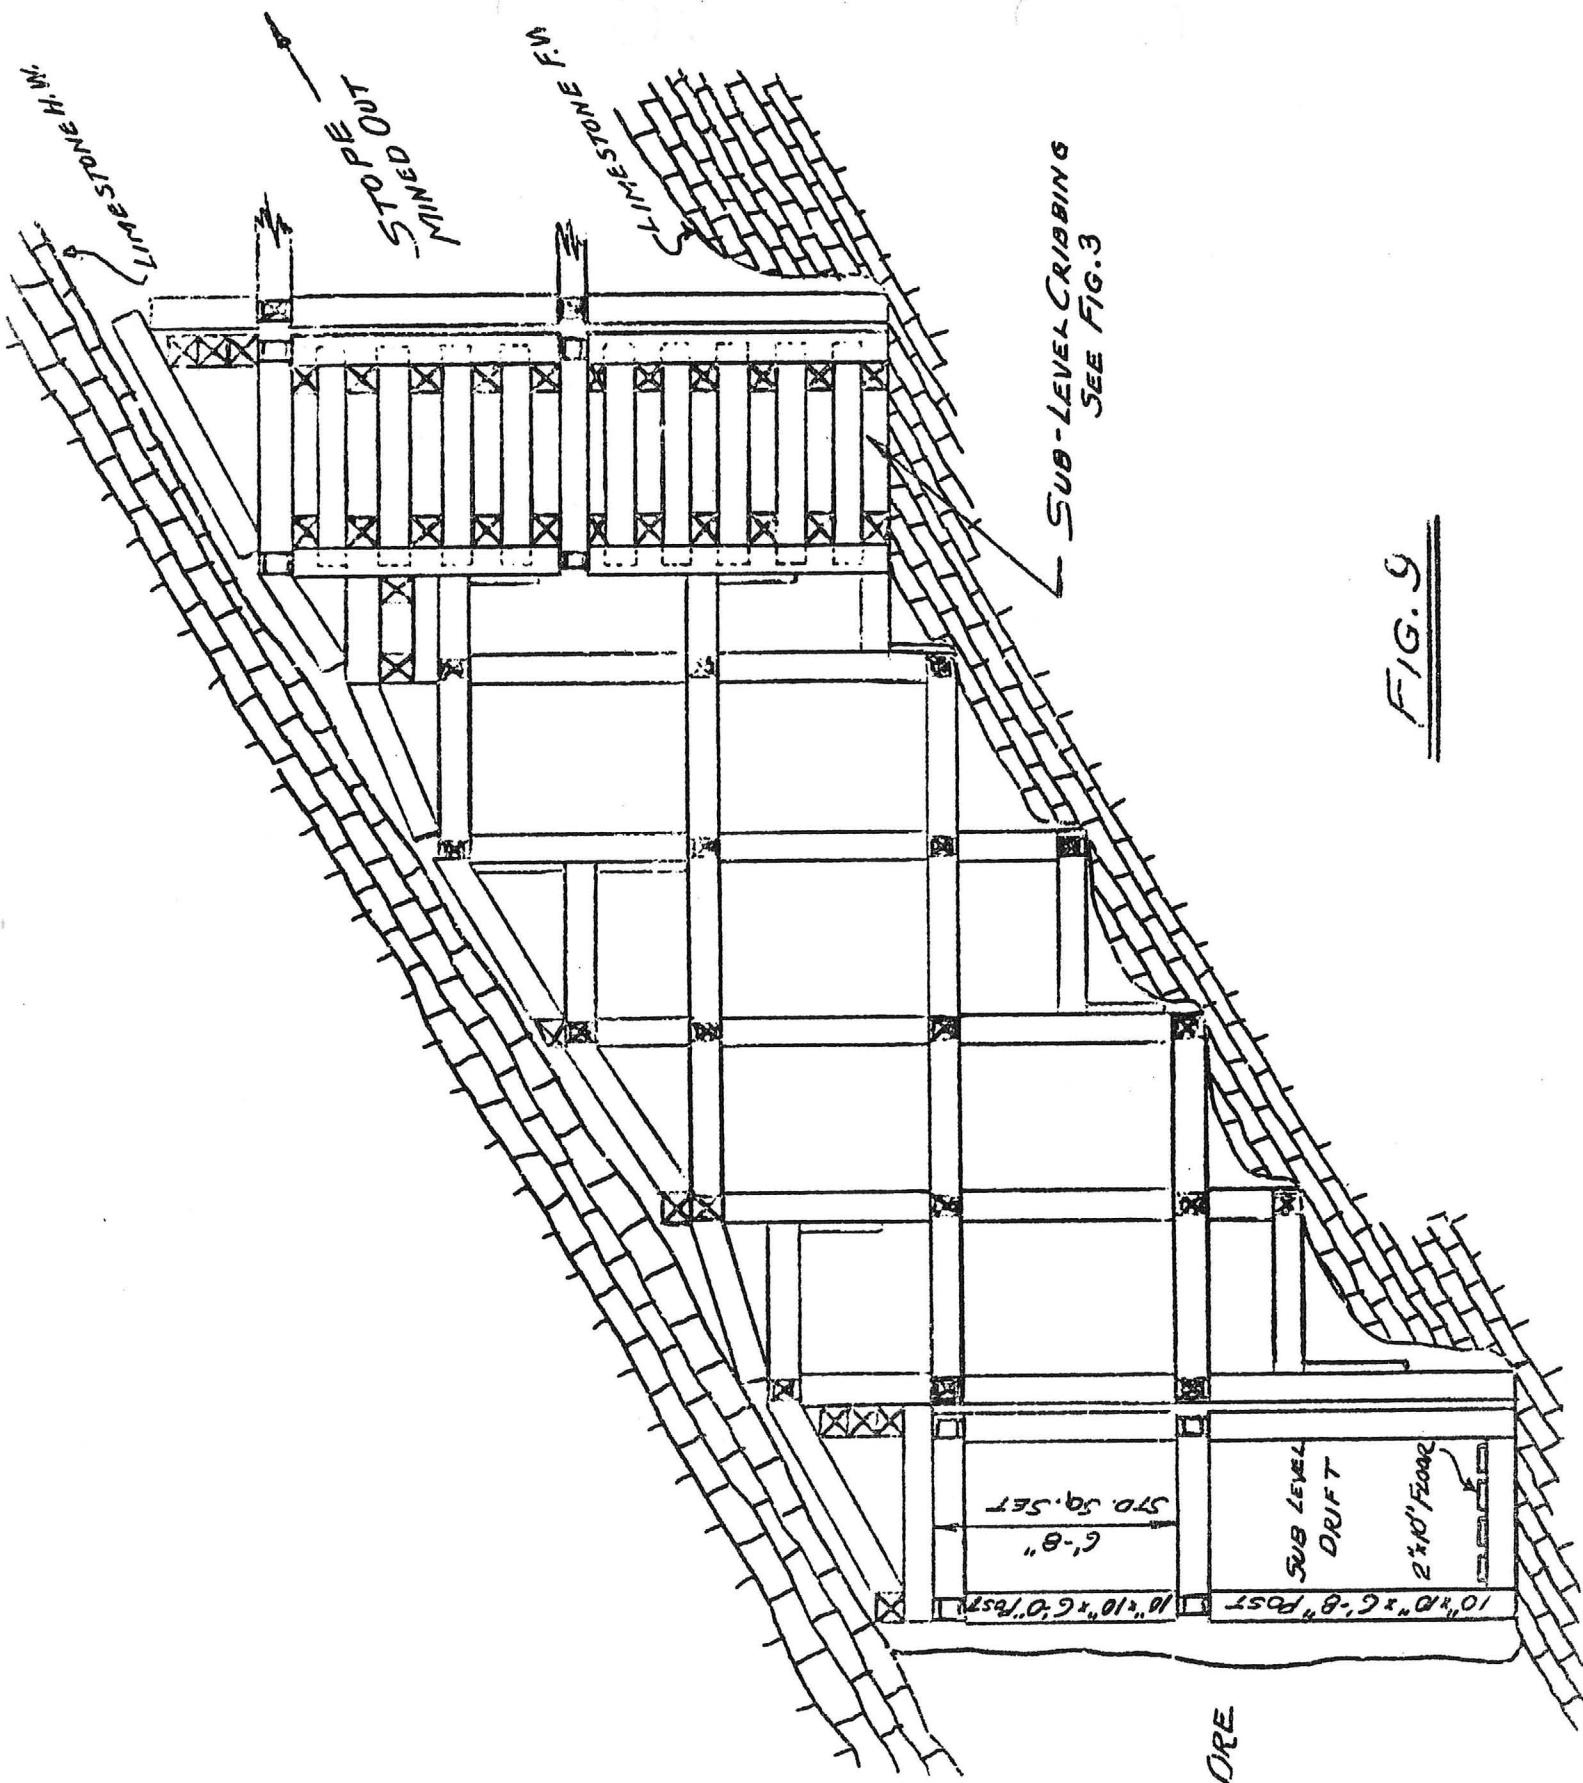 LIMESTONE H.W.
STOPE
MINED OUT
LIMESTONE F.W
SUB-LEVEL CRIBBING
SEE FIG. 3
FIG. 9
STD. SQ. SET
6'-8"
SUB LEVEL
DRIFT
2"x10" FLOOR
10"x10"x6'-0" POST
10"x10"x6'-8" POST
ORE